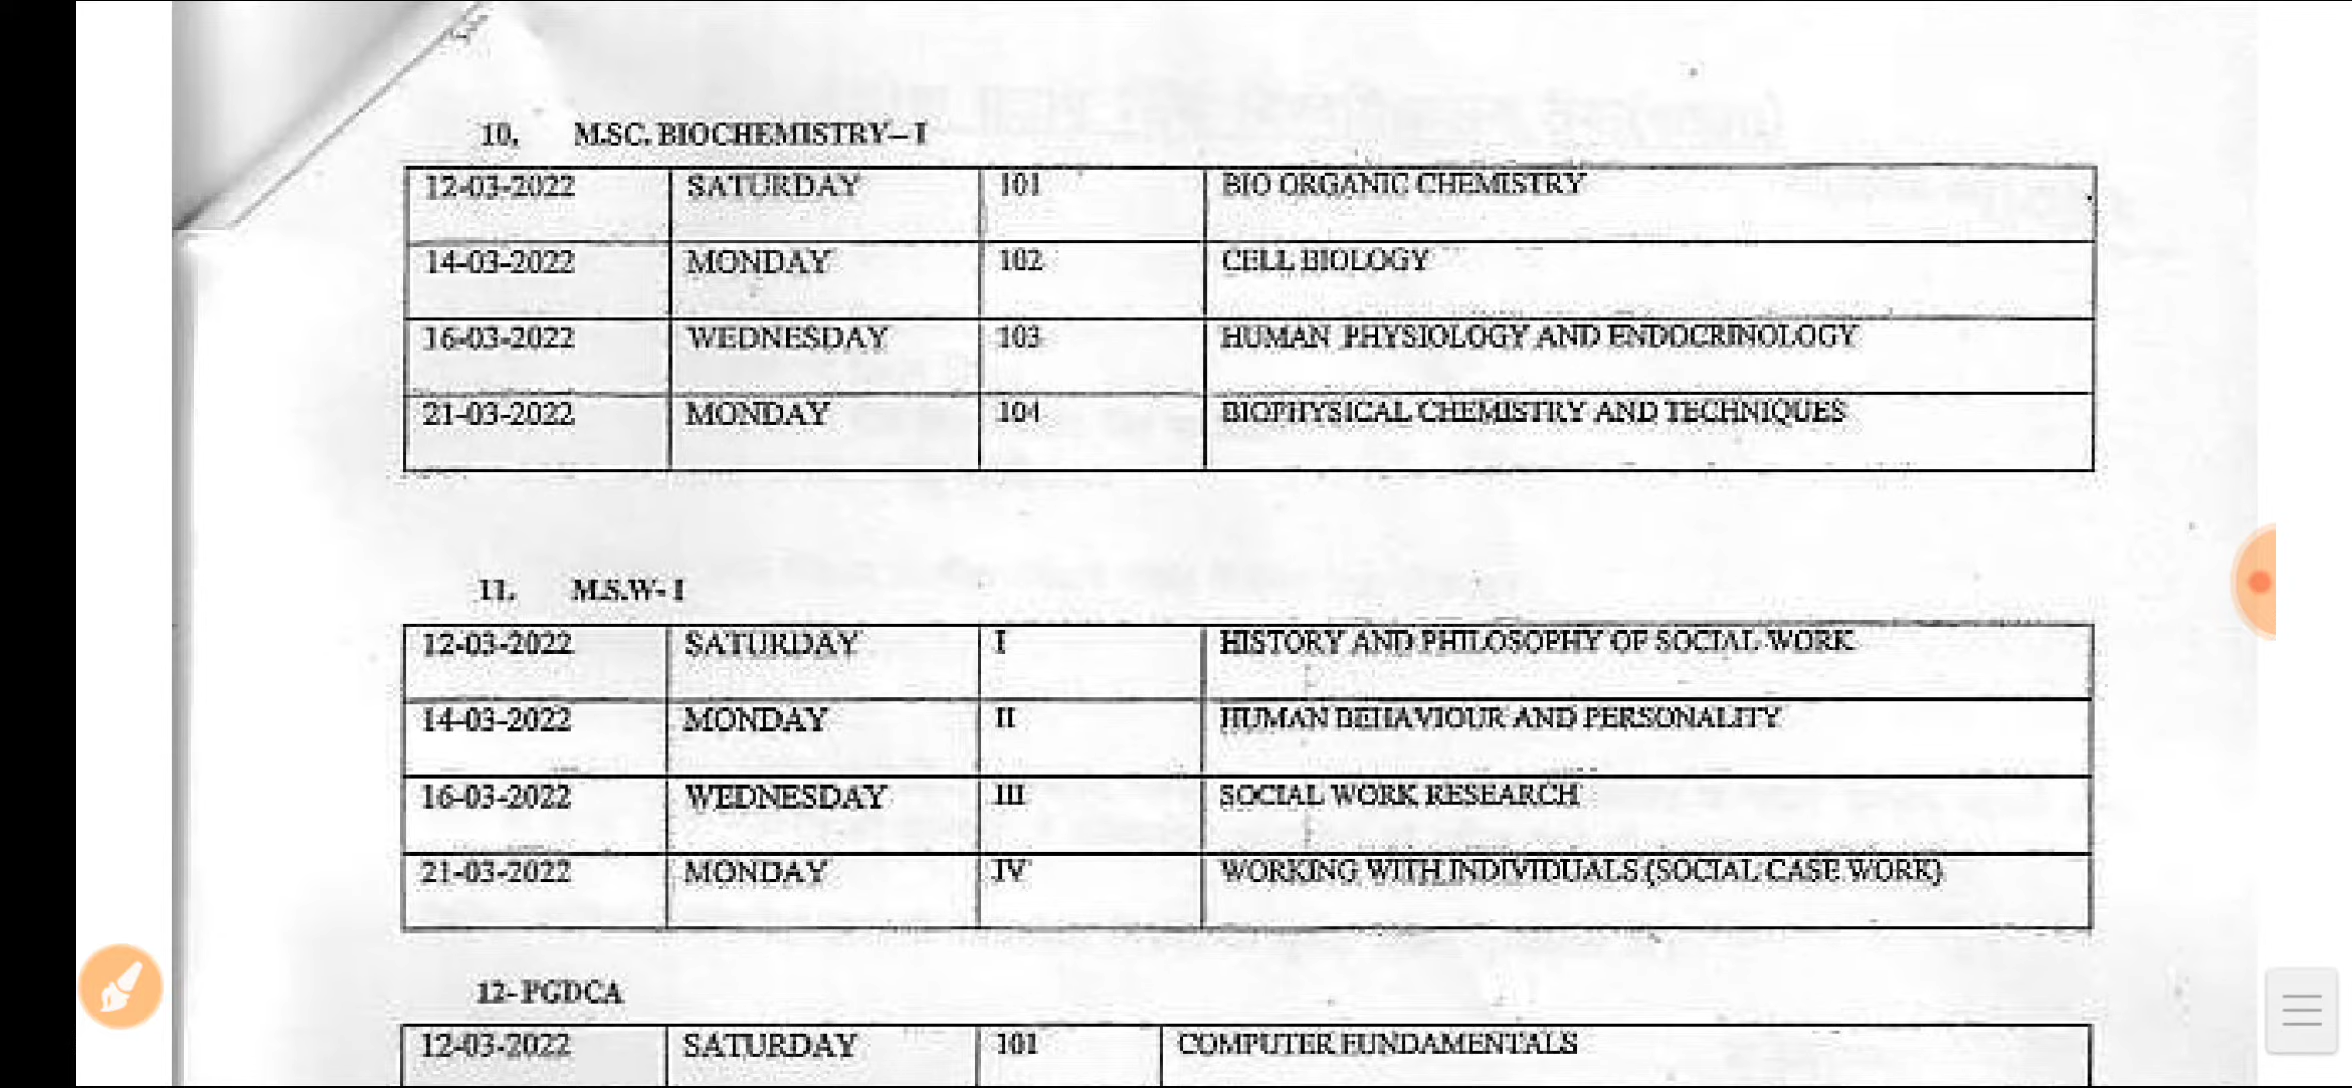 10. M.SC. BIOCHEMISTRY– I
12-03-2022 SATURDAY 101 BIO ORGANIC CHEMISTRY
14-03-2022 MONDAY 102 CELL BIOLOGY
16-03-2022 WEDNESDAY 103 HUMAN PHYSIOLOGY AND ENDOCRINOLOGY
21-03-2022 MONDAY 104 BIOPHYSICAL CHEMISTRY AND TECHNIQUES
11. M.S.W- I
12-03-2022 SATURDAY I HISTORY AND PHILOSOPHY OF SOCIAL WORK
14-03-2022 MONDAY II HUMAN BEHAVIOUR AND PERSONALITY
16-03-2022 WEDNESDAY III SOCIAL WORK RESEARCH
21-03-2022 MONDAY IV WORKING WITH INDIVIDUALS (SOCIAL CASE WORK)
12- PGDCA
12-03-2022 SATURDAY 101 COMPUTER FUNDAMENTALS